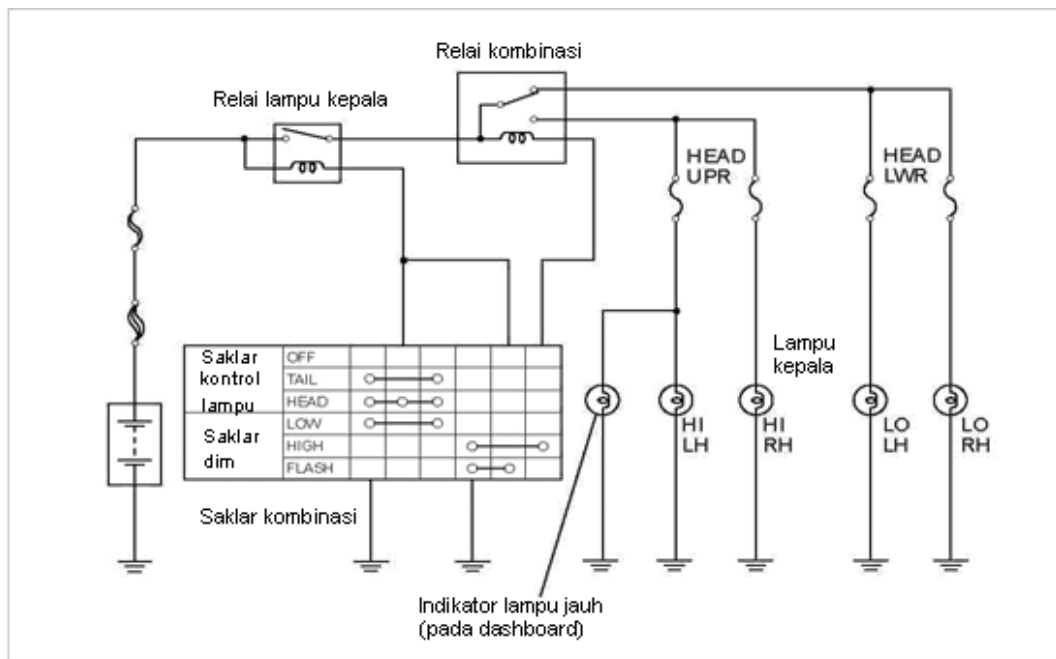 Relai kombinasi
Relai lampu kepala
HEAD
UPR
HEAD
LWR
Saklar
kontrol
lampu
OFF
TAIL
HEAD
Saklar
dim
LOW
HIGH
FLASH
Lampu
kepala
HI
LH
HI
RH
LO
LH
LO
RH
Saklar kombinasi
Indikator lampu jauh
(pada dashboard)